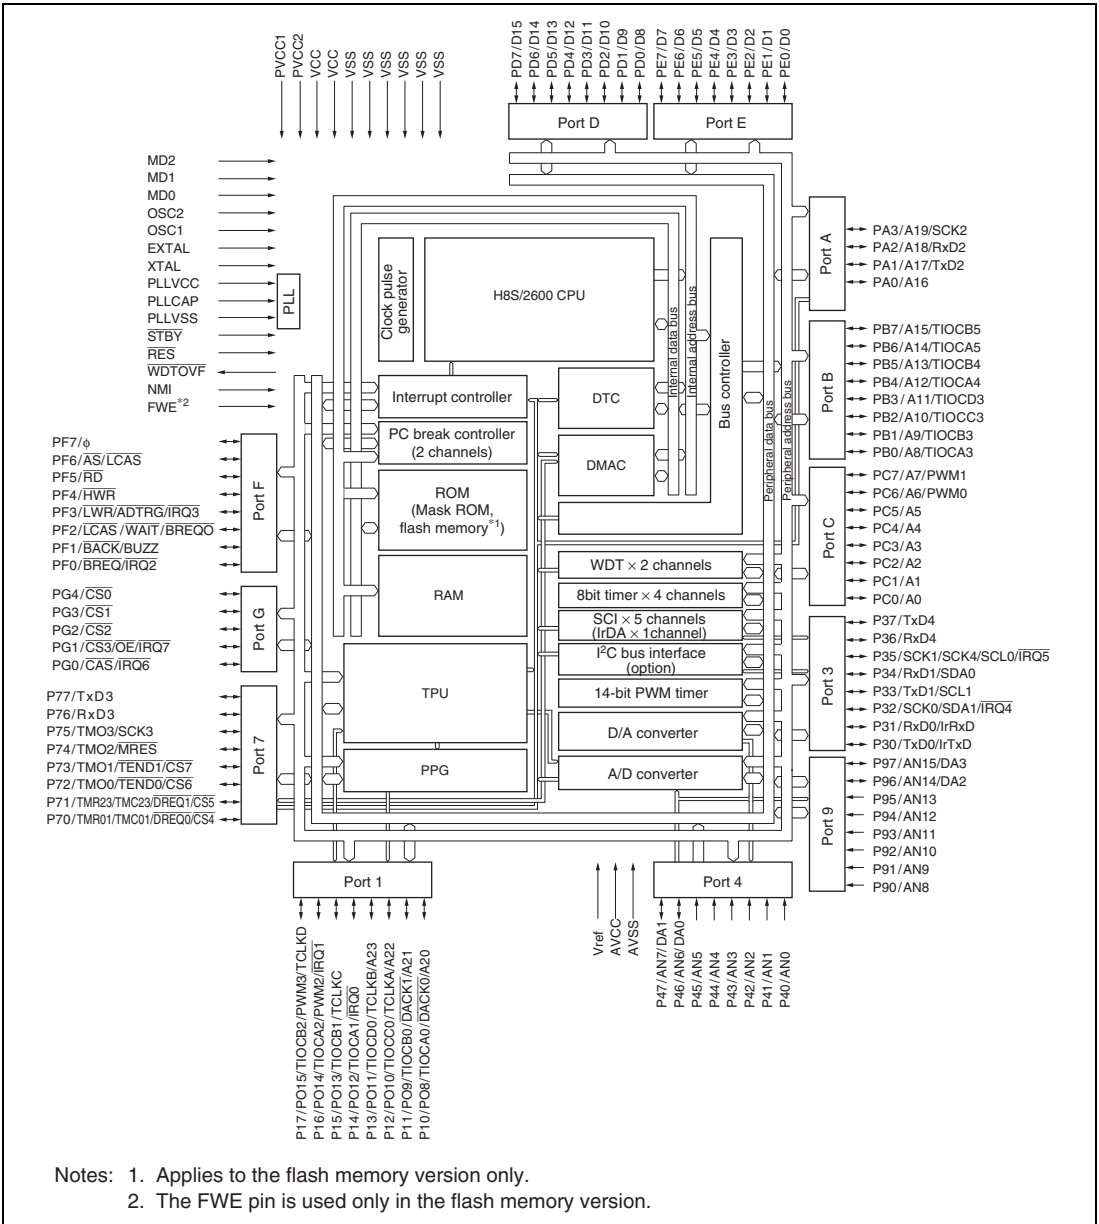 PVCC1
PVCC2
VCC
VCC
VSS
VSS
VSS
VSS
VSS
VSS
PD7/D15
PD6/D14
PD5/D13
PD4/D12
PD3/D11
PD2/D10
PD1/D9
PD0/D8
PE7/D7
PE6/D6
PE5/D5
PE4/D4
PE3/D3
PE2/D2
PE1/D1
PE0/D0
Port D
Port E
MD2
MD1
MD0
OSC2
OSC1
EXTAL
XTAL
PLLVCC
PLLCAP
PLLVSS
STBY
RES
WDTOVF
NMI
FWE*2
PLL
Clock pulse
generator
H8S/2600 CPU
Internal data bus
Internal address bus
Bus controller
Peripheral data bus
Peripheral address bus
Port A
PA3/A19/SCK2
PA2/A18/RxD2
PA1/A17/TxD2
PA0/A16
Port B
PB7/A15/TIOCB5
PB6/A14/TIOCA5
PB5/A13/TIOCB4
PB4/A12/TIOCA4
PB3/A11/TIOCD3
PB2/A10/TIOCC3
PB1/A9/TIOCB3
PB0/A8/TIOCA3
Interrupt controller
PC break controller
(2 channels)
DTC
DMAC
ROM
(Mask ROM,
flash memory*1)
RAM
TPU
PPG
WDT × 2 channels
8bit timer × 4 channels
SCI × 5 channels
(IrDA × 1channel)
I2C bus interface
(option)
14-bit PWM timer
D/A converter
A/D converter
PF7/ϕ
PF6/AS/LCAS
PF5/RD
PF4/HWR
PF3/LWR/ADTRG/IRQ3
PF2/LCAS/WAIT/BREQO
PF1/BACK/BUZZ
PF0/BREQ/IRQ2
Port F
PG4/CS0
PG3/CS1
PG2/CS2
PG1/CS3/OE/IRQ7
PG0/CAS/IRQ6
Port G
P77/TxD3
P76/RxD3
P75/TMO3/SCK3
P74/TMO2/MRES
P73/TMO1/TEND1/CS7
P72/TMO0/TEND0/CS6
P71/TMR23/TMC23/DREQ1/CS5
P70/TMR01/TMC01/DREQ0/CS4
Port 7
Port C
PC7/A7/PWM1
PC6/A6/PWM0
PC5/A5
PC4/A4
PC3/A3
PC2/A2
PC1/A1
PC0/A0
Port 3
P37/TxD4
P36/RxD4
P35/SCK1/SCK4/SCL0/IRQ5
P34/RxD1/SDA0
P33/TxD1/SCL1
P32/SCK0/SDA1/IRQ4
P31/RxD0/IrRxD
P30/TxD0/IrTxD
Port 9
P97/AN15/DA3
P96/AN14/DA2
P95/AN13
P94/AN12
P93/AN11
P92/AN10
P91/AN9
P90/AN8
Port 1
Port 4
P17/PO15/TIOCB2/PWM3/TCLKD
P16/PO14/TIOCA2/PWM2/IRQ1
P15/PO13/TIOCB1/TCLKC
P14/PO12/TIOCA1/IRQ0
P13/PO11/TIOCD0/TCLKB/A23
P12/PO10/TIOCC0/TCLKA/A22
P11/PO9/TIOCB0/DACK1/A21
P10/PO8/TIOCA0/DACK0/A20
Vref
AVCC
AVSS
P47/AN7/DA1
P46/AN6/DA0
P45/AN5
P44/AN4
P43/AN3
P42/AN2
P41/AN1
P40/AN0
Notes: 1. Applies to the flash memory version only.
2. The FWE pin is used only in the flash memory version.